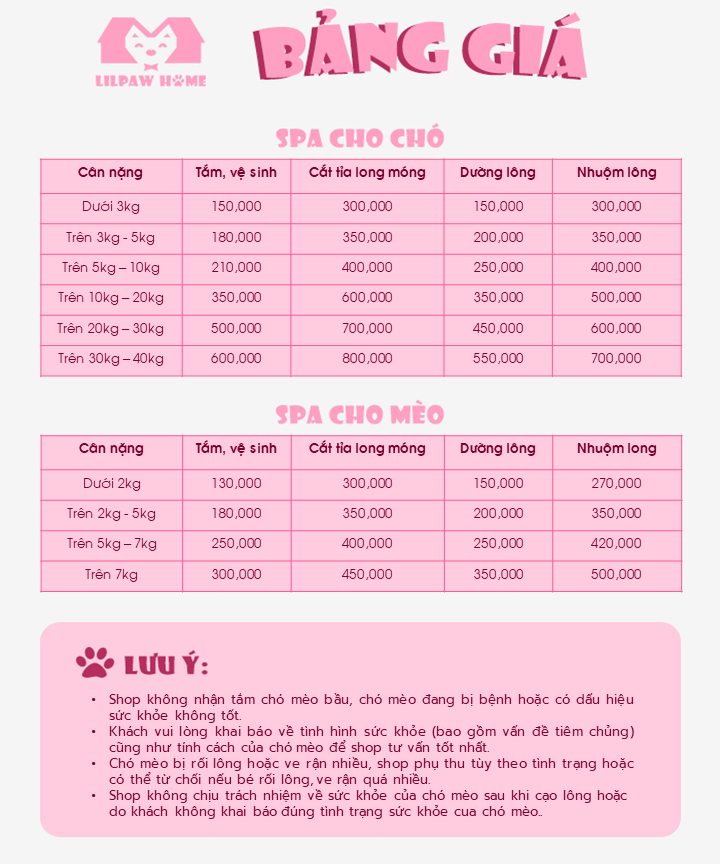 LILPAW HOME
BẢNG GIÁ
SPA CHO CHÓ
Cân nặng Tắm, vệ sinh Cắt tỉa long móng Dưỡng lông Nhuộm lông
Dưới 3kg 150,000 300,000 150,000 300,000
Trên 3kg - 5kg 180,000 350,000 200,000 350,000
Trên 5kg – 10kg 210,000 400,000 250,000 400,000
Trên 10kg – 20kg 350,000 600,000 350,000 500,000
Trên 20kg – 30kg 500,000 700,000 450,000 600,000
Trên 30kg – 40kg 600,000 800,000 550,000 700,000
SPA CHO MÈO
Cân nặng Tắm, vệ sinh Cắt tỉa long móng Dưỡng lông Nhuộm long
Dưới 2kg 130,000 300,000 150,000 270,000
Trên 2kg - 5kg 180,000 350,000 200,000 350,000
Trên 5kg – 7kg 250,000 400,000 250,000 420,000
Trên 7kg 300,000 450,000 350,000 500,000
LƯU Ý:
• Shop không nhận tắm chó mèo bầu, chó mèo đang bị bệnh hoặc có dấu hiệu
sức khỏe không tốt.
• Khách vui lòng khai báo về tình hình sức khỏe (bao gồm vấn đề tiêm chủng)
cũng như tính cách của chó mèo để shop tư vấn tốt nhất.
• Chó mèo bị rối lông hoặc ve rận nhiều, shop phụ thu tùy theo tình trạng hoặc
có thể từ chối nếu bé rối lông, ve rận quá nhiều.
• Shop không chịu trách nhiệm về sức khỏe của chó mèo sau khi cạo lông hoặc
do khách không khai báo đúng tình trạng sức khỏe cua chó mèo..